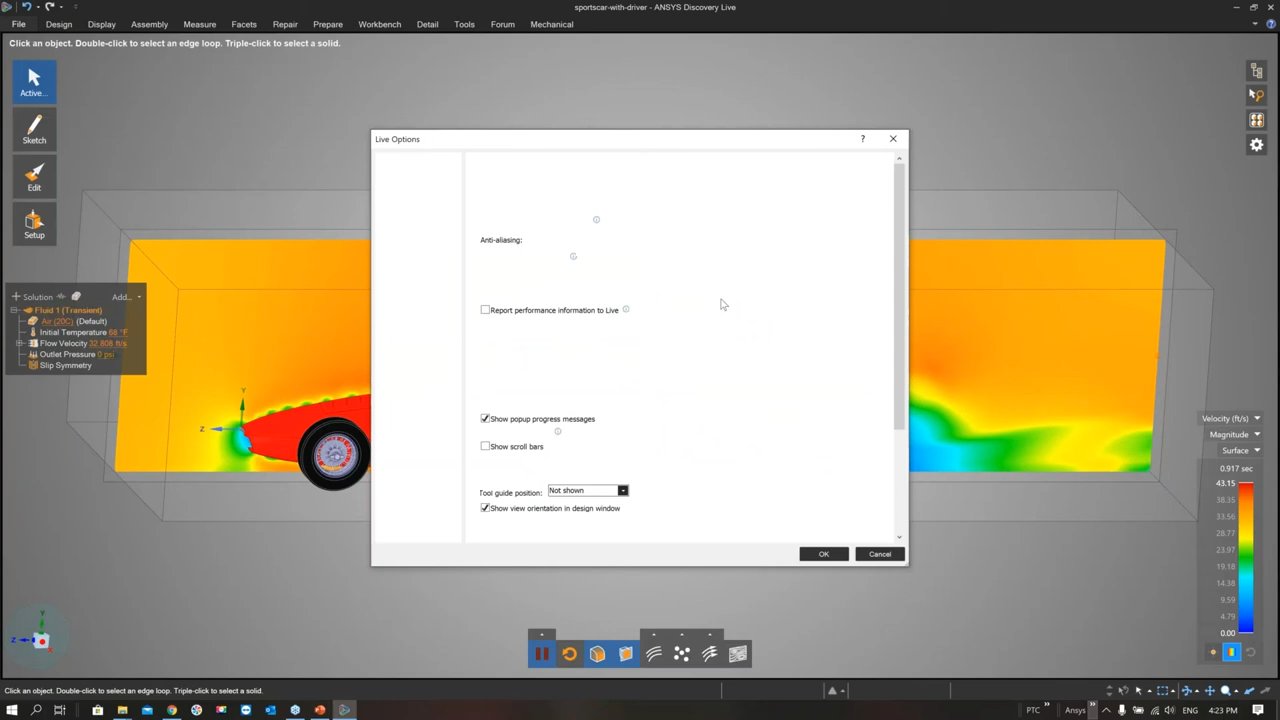 sportscar-with-driver - ANSYS Discovery Live
File Design Display Assembly Measure Facets Repair Prepare Workbench Detail Tools Forum Mechanical
Click an object. Double-click to select an edge loop. Triple-click to select a solid.
Active...
Sketch
Edit
Setup
Solution Add...
Fluid 1 (Transient)
Air (20C) (Default)
Initial Temperature 68 °F
Flow Velocity 32.808 ft/s
Outlet Pressure 0 psi
Slip Symmetry
Live Options
Anti-aliasing:
Report performance information to Live
Show popup progress messages
Show scroll bars
Tool guide position: Not shown
Show view orientation in design window
OK Cancel
Velocity (ft/s)
Magnitude
Surface
0.917 sec
43.15
38.35
33.56
28.77
23.97
19.18
14.38
9.59
4.79
0.00
Y
Z
Y
Z
X
Click an object. Double-click to select an edge loop. Triple-click to select a solid.
PTC Ansys 4:23 PM